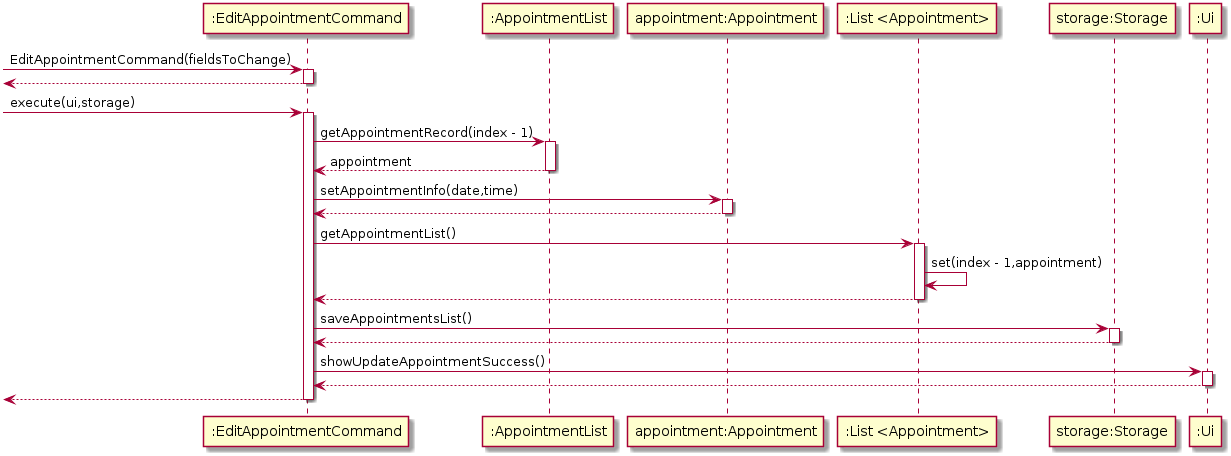 :EditAppointmentCommand :AppointmentList appointment:Appointment :List <Appointment> storage:Storage :Ui
EditAppointmentCommand(fieldsToChange)
execute(ui,storage)
getAppointmentRecord(index - 1)
appointment
setAppointmentInfo(date,time)
getAppointmentList()
set(index - 1,appointment)
saveAppointmentsList()
showUpdateAppointmentSuccess()
:EditAppointmentCommand :AppointmentList appointment:Appointment :List <Appointment> storage:Storage :Ui